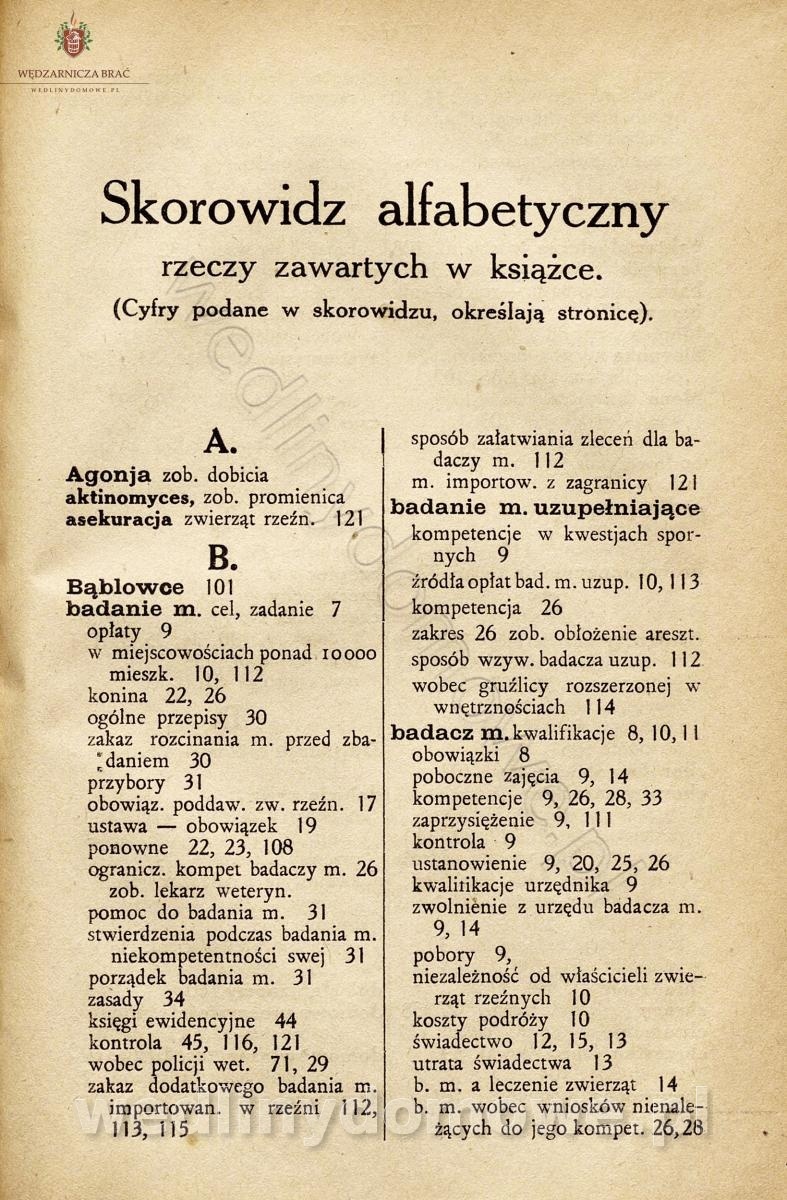 WĘDZARNICZA BRAĆ
WEDLINYDOMOWE.PL
Skorowidz alfabetyczny
rzeczy zawartych w książce.
(Cyfry podane w skorowidzu, określają stronicę).
A.
Agonja zob. dobicia
aktinomyces, zob. promienica
asekuracja zwierząt rzeźn. 121
B.
Bąblowce 101
badanie m. cel, zadanie 7
opłaty 9
w miejscowościach ponad 10000
mieszk. 10, 112
konina 22, 26
ogólne przepisy 30
zakaz rozcinania m. przed zba-
daniem 30
przybory 31
obowiąz. poddaw. zw. rzeźn. 17
ustawa — obowiązek 19
ponowne 22, 23, 108
ogranicz. kompet badaczy m. 26
zob. lekarz weteryn.
pomoc do badania m. 31
stwierdzenia podczas badania m.
niekompetentności swej 31
porządek badania m. 31
zasady 34
księgi ewidencyjne 44
kontrola 45, 116, 121
wobec policji wet. 71, 29
zakaz dodatkowego badania m.
importowan. w rzeźni 112,
113, 115
sposób załatwiania zleceń dla ba-
daczy m. 112
m. importow. z zagranicy 121
badanie m. uzupełniające
kompetencje w kwestjach spor-
nych 9
źródła opłat bad. m. uzup. 10, 113
kompetencja 26
zakres 26 zob. obłożenie areszt.
sposób wzyw. badacza uzup. 112
wobec gruźlicy rozszerzonej w
wnętrznościach 114
badacz m. kwalifikacje 8, 10, 11
obowiązki 8
poboczne zajęcia 9, 14
kompetencje 9, 26, 28, 33
zaprzysiężenie 9, 111
kontrola 9
ustanowienie 9, 20, 25, 26
kwalifikacje urzędnika 9
zwolnienie z urzędu badacza m.
9, 14
pobory 9,
niezależność od właścicieli zwie-
rząt rzeźnych 10
koszty podróży 10
świadectwo 12, 15, 13
utrata świadectwa 13
b. m. a leczenie zwierząt 14
b. m. wobec wniosków nienale-
żących do jego kompet. 26, 28
wedlinydomowe.pl